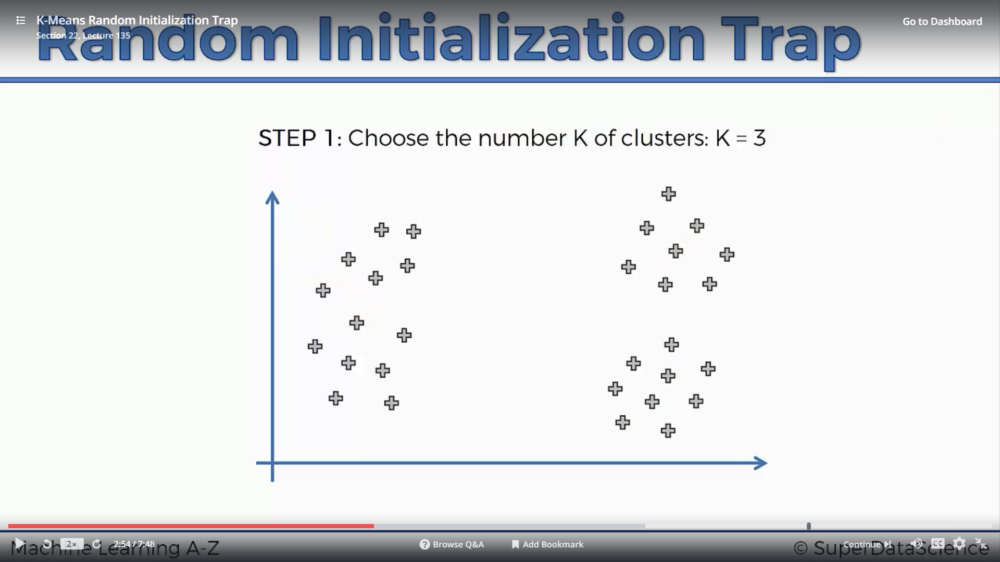 K-Means Random Initialization Trap
Section 22, Lecture 135
Go to Dashboard
Random Initialization Trap
STEP 1: Choose the number K of clusters: K = 3
2×
2:54 / 7:48
Browse Q&A
Add Bookmark
Continue
CC
Machine Learning A-Z
© SuperDataScience